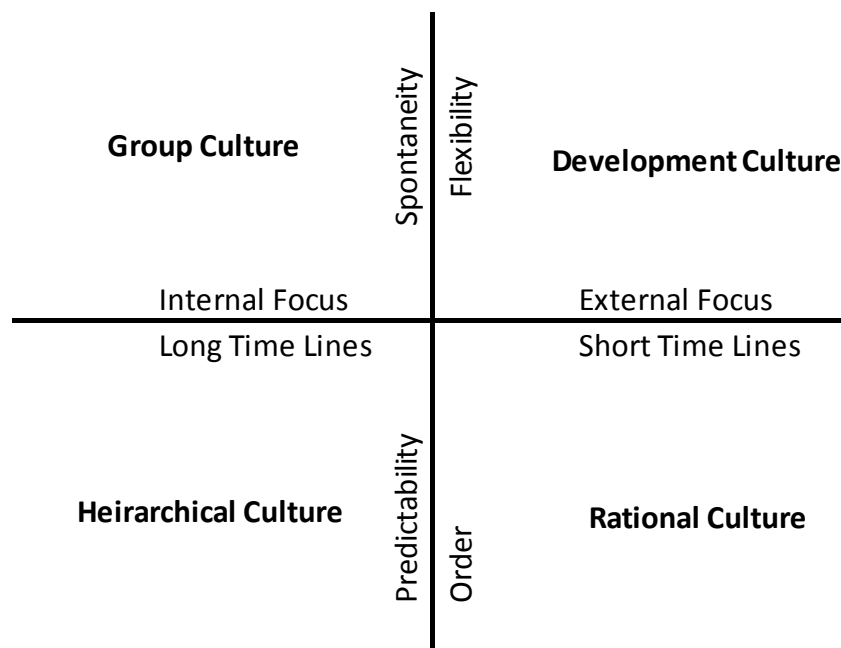 Spontaneity
Flexibility
Group Culture
Development Culture
Internal Focus
External Focus
Long Time Lines
Short Time Lines
Predictability
Order
Heirarchical Culture
Rational Culture